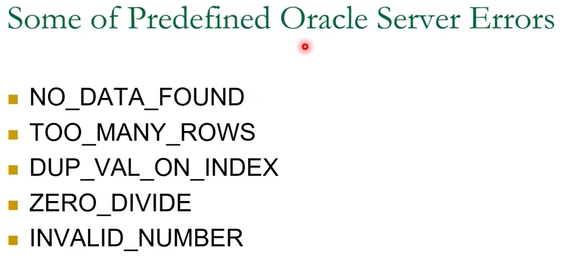 Some of Predefined Oracle Server Errors
NO_DATA_FOUND
TOO_MANY_ROWS
DUP_VAL_ON_INDEX
ZERO_DIVIDE
INVALID_NUMBER